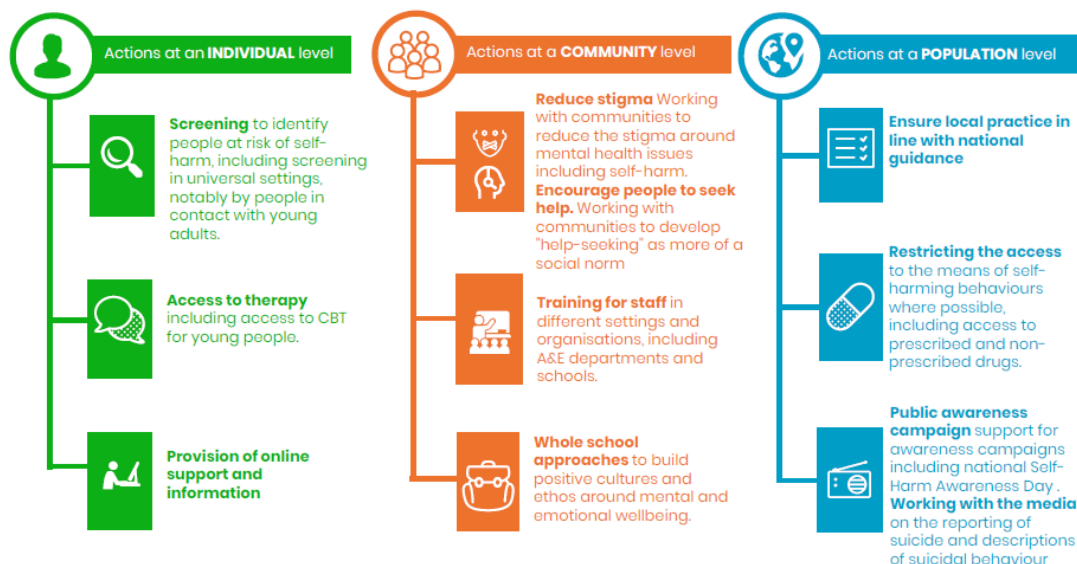 Actions at an INDIVIDUAL level
Screening to identify
people at risk of self-
harm, including screening
in universal settings,
notably by people in
contact with young
adults.
Access to therapy
including access to CBT
for young people.
Provision of online
support and
information
Actions at a COMMUNITY level
Reduce stigma Working
with communities to
reduce the stigma around
mental health issues
including self-harm.
Encourage people to seek
help. Working with
communities to develop
"help-seeking" as more of a
social norm
Training for staff in
different settings and
organisations, including
A&E departments and
schools.
Whole school
approaches to build
positive cultures and
ethos around mental and
emotional wellbeing.
Actions at a POPULATION level
Ensure local practice in
line with national
guidance
Restricting the access
to the means of self-
harming behaviours
where possible,
including access to
prescribed and non-
prescribed drugs.
Public awareness
campaign support for
awareness campaigns
including national Self-
Harm Awareness Day .
Working with the media
on the reporting of
suicide and descriptions
of suicidal behaviour